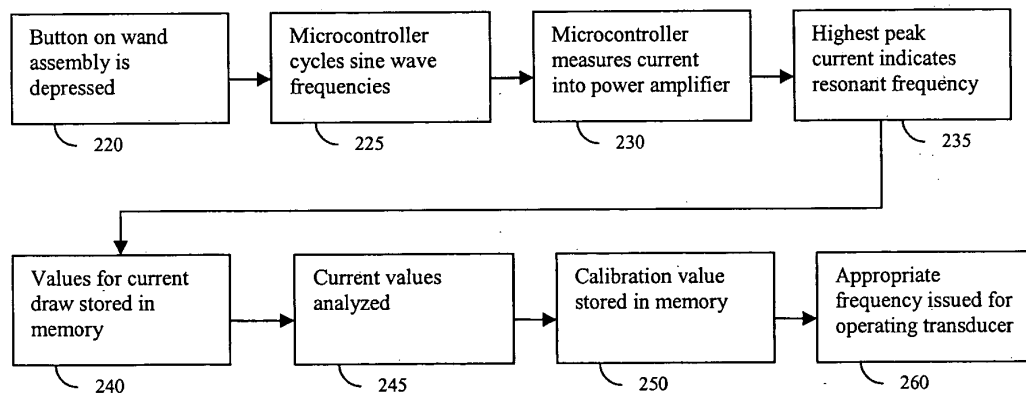 Button on wand
assembly is
depressed
220
Microcontroller
cycles sine wave
frequencies
225
Microcontroller
measures current
into power amplifier
230
Highest peak
current indicates
resonant frequency
235
Values for current
draw stored in
memory
240
Current values
analyzed
245
Calibration value
stored in memory
250
Appropriate
frequency issued for
operating transducer
260